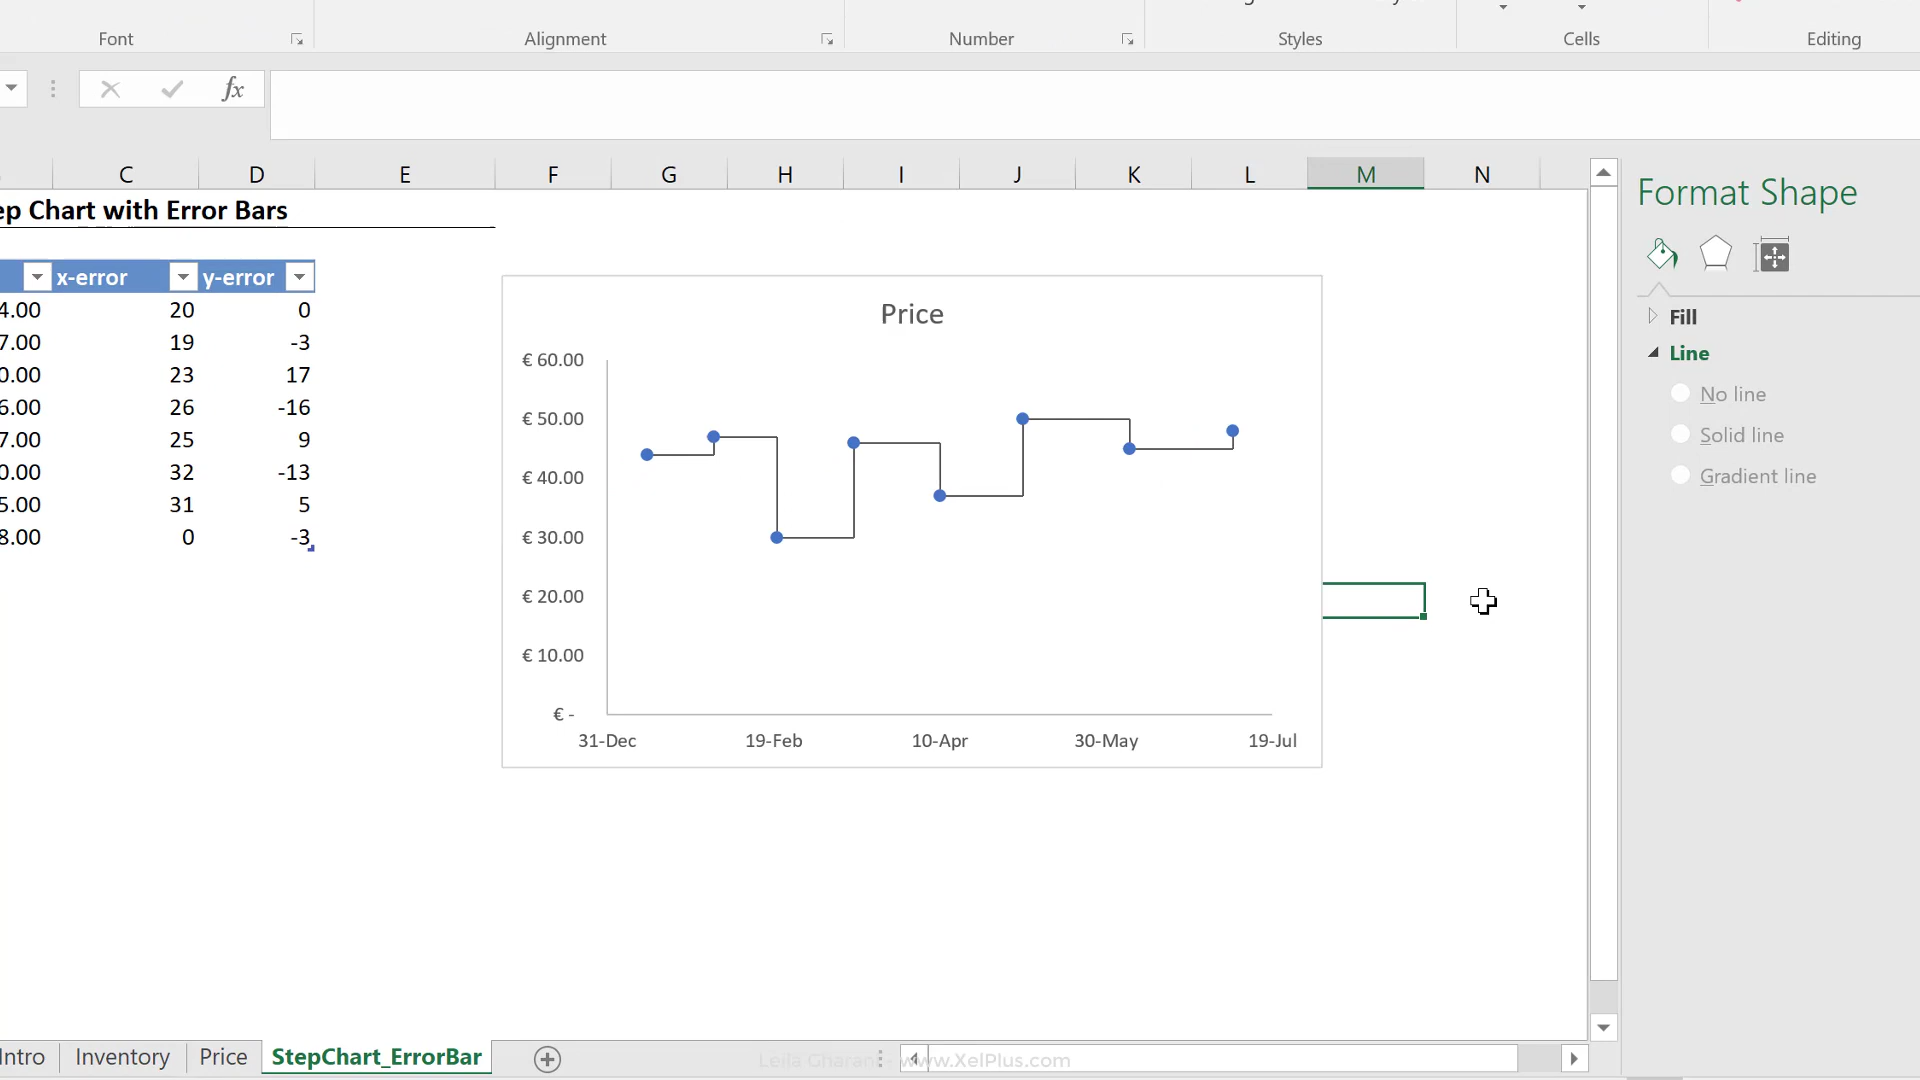 Font Alignment Number Styles Cells Editing
fx
C D E F G H I J K L M N
ep Chart with Error Bars
x-error y-error
4.00 20 0
7.00 19 -3
0.00 23 17
6.00 26 -16
7.00 25 9
0.00 32 -13
5.00 31 5
8.00 0 -3
Price
€ 60.00
€ 50.00
€ 40.00
€ 30.00
€ 20.00
€ 10.00
€ -
31-Dec 19-Feb 10-Apr 30-May 19-Jul
Format Shape
Fill
Line
No line
Solid line
Gradient line
Intro Inventory Price StepChart_ErrorBar
Leila Gharani www.XelPlus.com